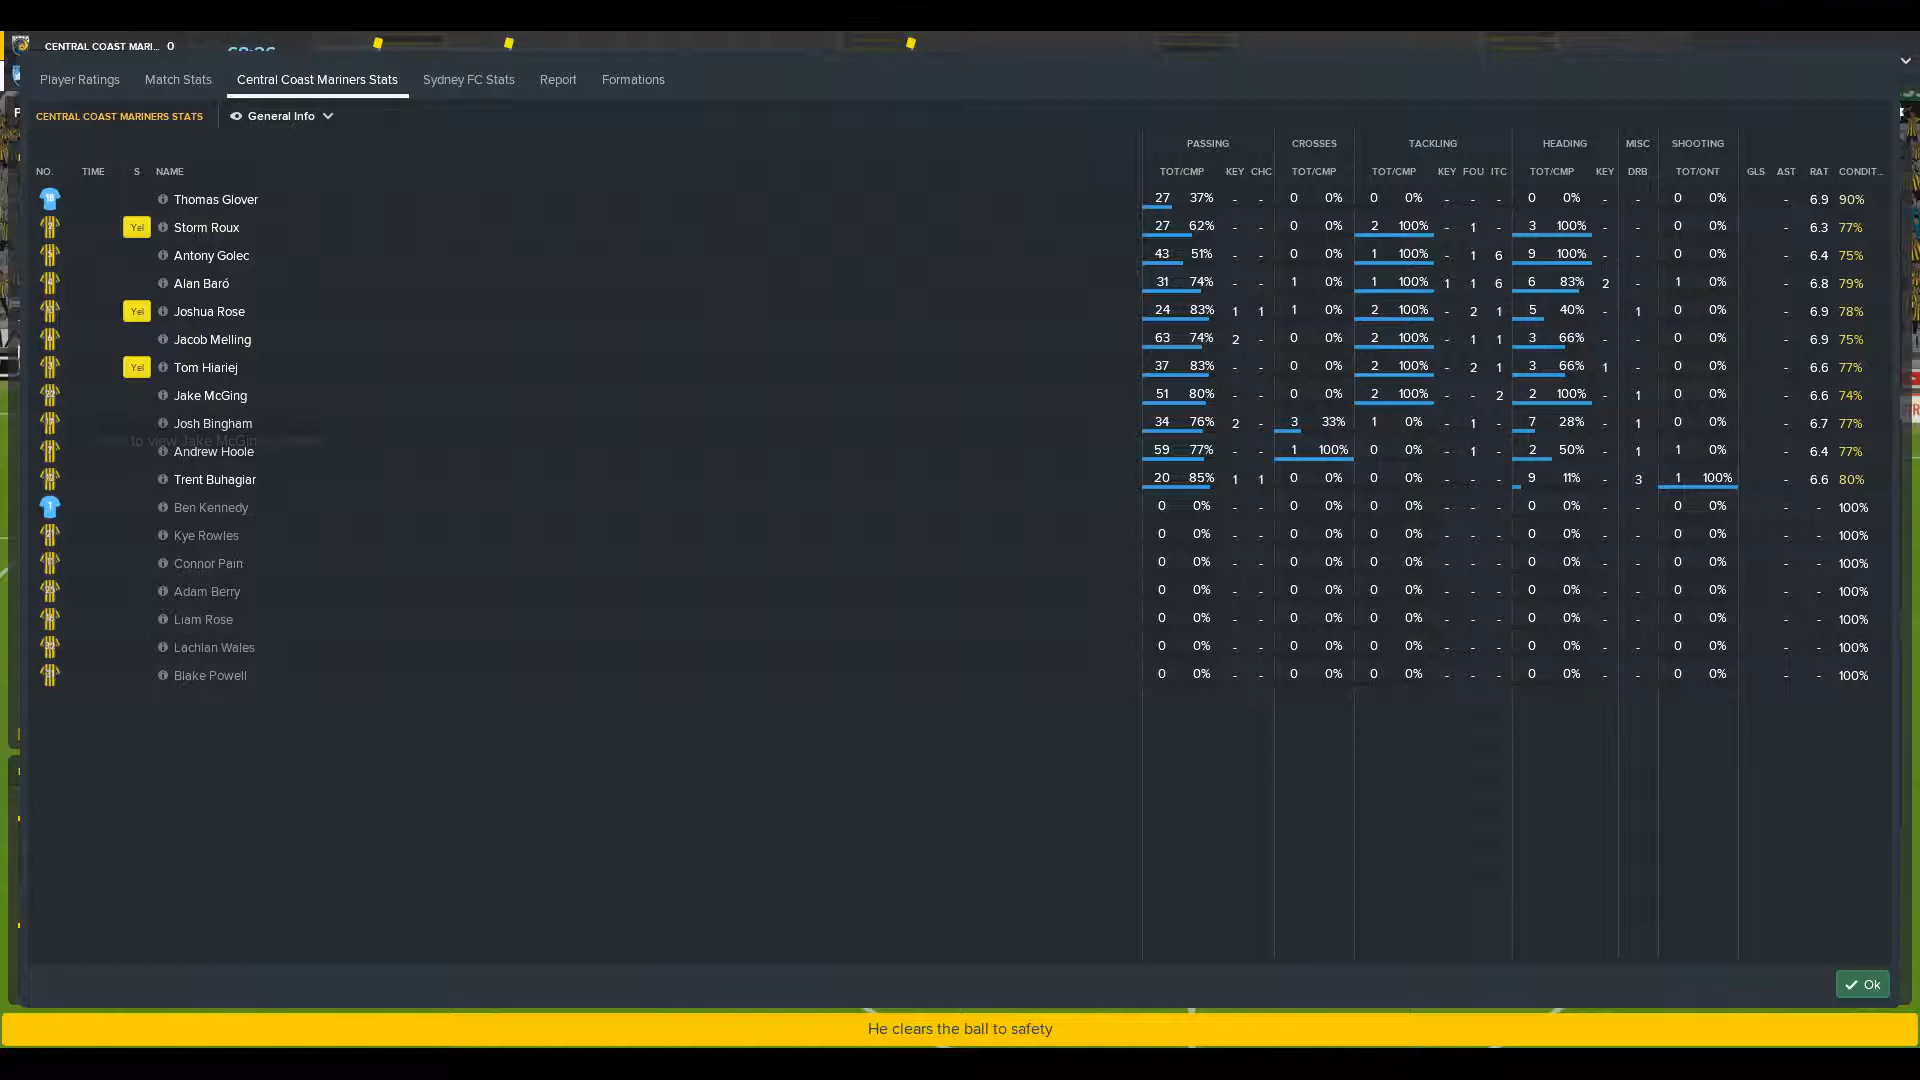 CENTRAL COAST MARI... 0
Player Ratings Match Stats Central Coast Mariners Stats Sydney FC Stats Report Formations
CENTRAL COAST MARINERS STATS General Info
PASSING CROSSES TACKLING HEADING MISC SHOOTING
NO. TIME S NAME TOT/CMP KEY CHC TOT/CMP TOT/CMP KEY FOU ITC TOT/CMP KEY DRB TOT/ONT GLS AST RAT CONDIT...
18 Thomas Glover 27 37% - - 0 0% 0 0% - - - 0 0% - - 0 0% - 6.9 90%
2 Yel Storm Roux 27 62% - - 0 0% 2 100% - 1 - 3 100% - - 0 0% - 6.3 77%
Antony Golec 43 51% - - 0 0% 1 100% - 1 6 9 100% - - 0 0% - 6.4 75%
Alan Baró 31 74% - - 1 0% 1 100% 1 1 6 6 83% 2 - 1 0% - 6.8 79%
Yel Joshua Rose 24 83% 1 1 1 0% 2 100% - 2 1 5 40% - 1 0 0% - 6.9 78%
Jacob Melling 63 74% 2 - 0 0% 2 100% - 1 1 3 66% - - 0 0% - 6.9 75%
Yel Tom Hiariej 37 83% - - 0 0% 2 100% - 2 1 3 66% 1 - 0 0% - 6.6 77%
Jake McGing 51 80% - - 0 0% 2 100% - - 2 2 100% - 1 0 0% - 6.6 74%
Josh Bingham 34 76% 2 - 3 33% 1 0% - 1 - 7 28% - 1 0 0% - 6.7 77%
to view Jake McGin
Andrew Hoole 59 77% - - 1 100% 0 0% - 1 - 2 50% - 1 1 0% - 6.4 77%
Trent Buhagiar 20 85% 1 1 0 0% 0 0% - - - 9 11% - 3 1 100% - 6.6 80%
1 Ben Kennedy 0 0% - - 0 0% 0 0% - - - 0 0% - - 0 0% - - 100%
Kye Rowles 0 0% - - 0 0% 0 0% - - - 0 0% - - 0 0% - - 100%
Connor Pain 0 0% - - 0 0% 0 0% - - - 0 0% - - 0 0% - - 100%
Adam Berry 0 0% - - 0 0% 0 0% - - - 0 0% - - 0 0% - - 100%
Liam Rose 0 0% - - 0 0% 0 0% - - - 0 0% - - 0 0% - - 100%
Lachlan Wales 0 0% - - 0 0% 0 0% - - - 0 0% - - 0 0% - - 100%
Blake Powell 0 0% - - 0 0% 0 0% - - - 0 0% - - 0 0% - - 100%
Ok
He clears the ball to safety